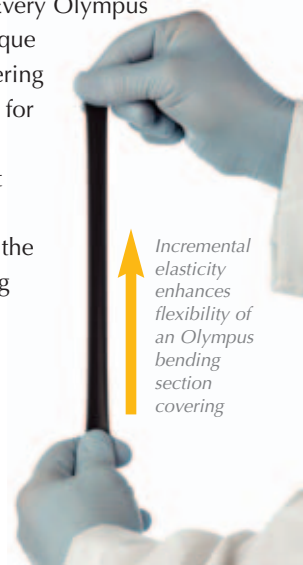 Every Olympus
que
ering
for
the
g
Incremental
elasticity
enhances
flexibility of
an Olympus
bending
section
covering